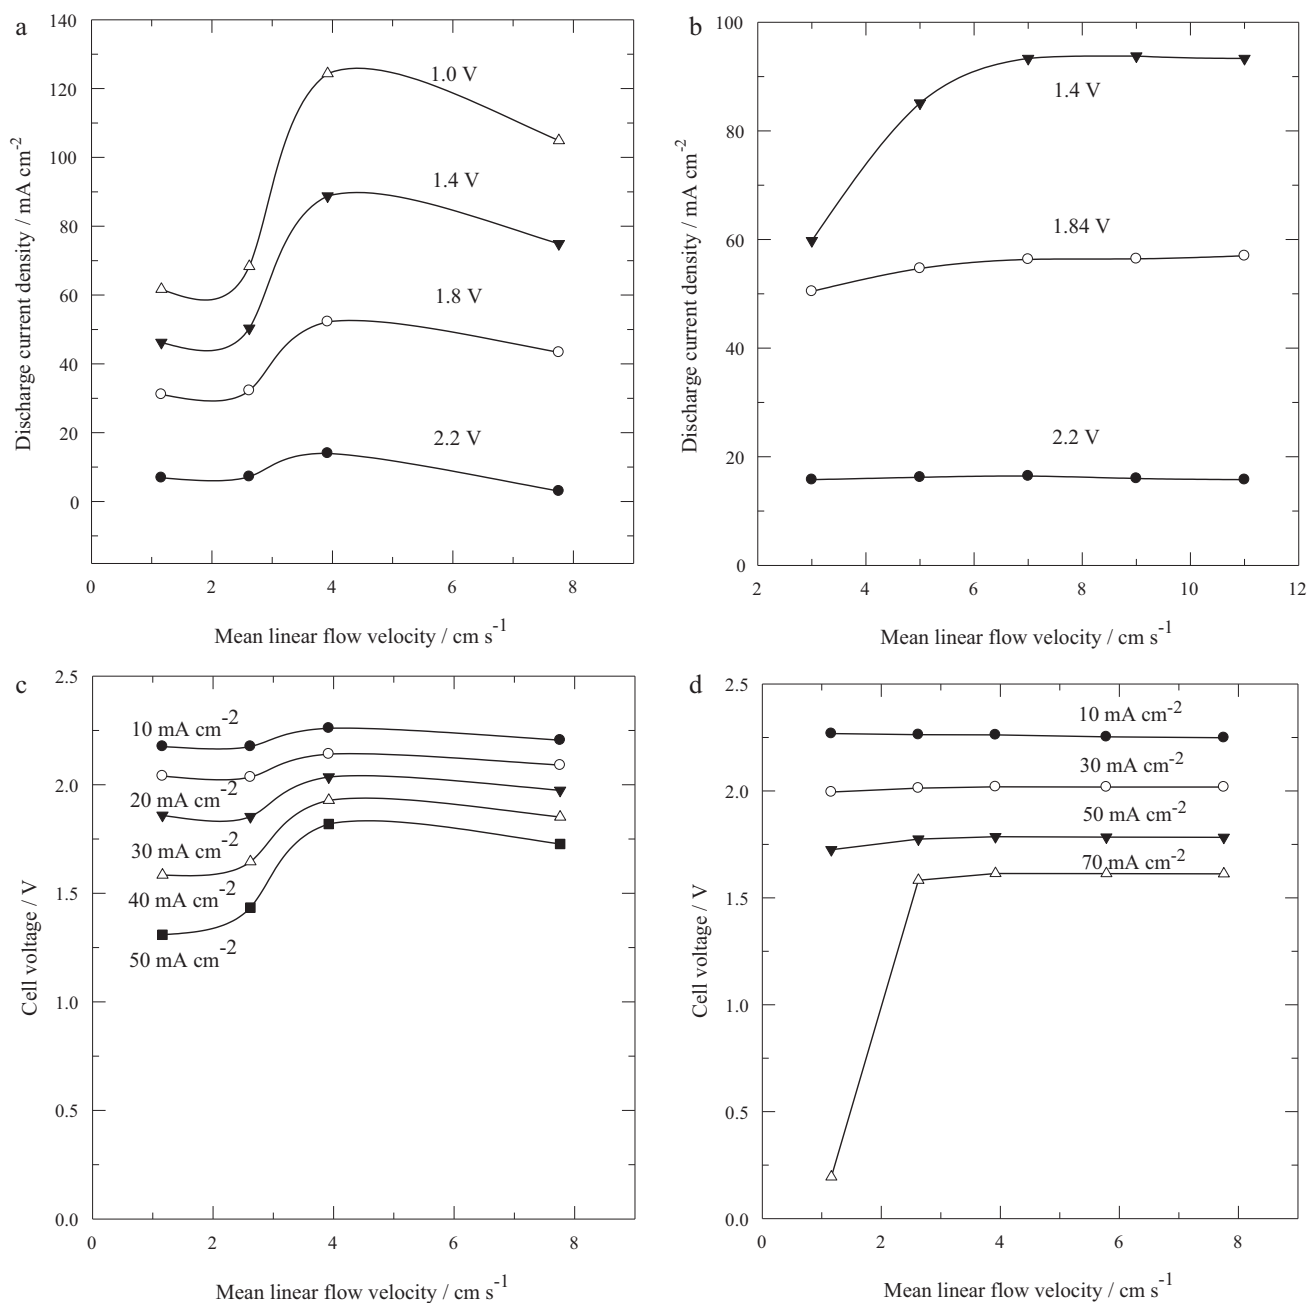 a
140
120
100
80
60
40
20
0
Discharge current density / mA cm-2
1.0 V
1.4 V
1.8 V
2.2 V
0 2 4 6 8
Mean linear flow velocity / cm s-1
b
100
80
60
40
20
0
Discharge current density / mA cm-2
1.4 V
1.84 V
2.2 V
2 4 6 8 10 12
Mean linear flow velocity / cm s-1
c
2.5
2.0
1.5
1.0
0.5
0.0
Cell voltage / V
10 mA cm-2
20 mA cm-2
30 mA cm-2
40 mA cm-2
50 mA cm-2
0 2 4 6 8
Mean linear flow velocity / cm s-1
d
2.5
2.0
1.5
1.0
0.5
0.0
Cell voltage / V
10 mA cm-2
30 mA cm-2
50 mA cm-2
70 mA cm-2
0 2 4 6 8
Mean linear flow velocity / cm s-1